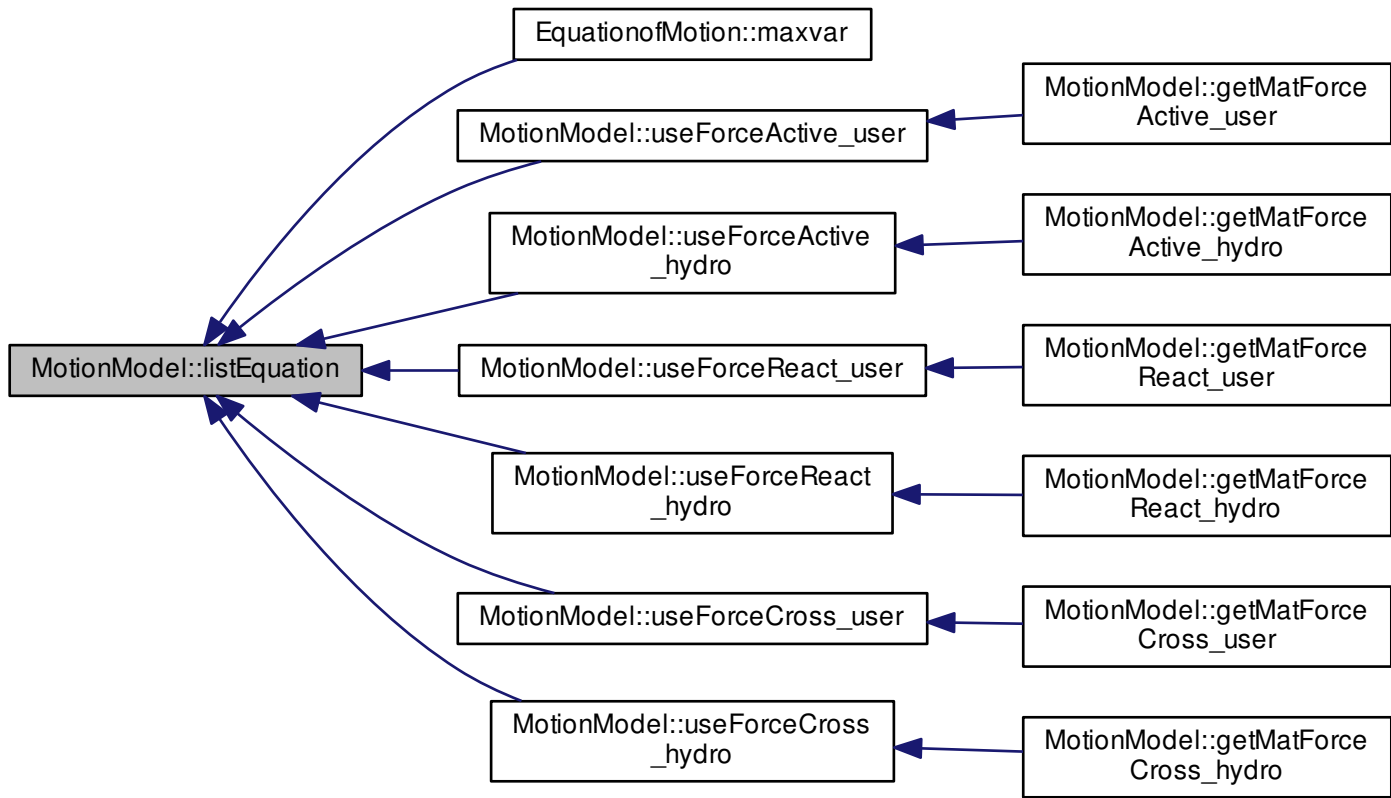 EquationofMotion::maxvar
MotionModel::useForceActive_user
MotionModel::getMatForce
Active_user
MotionModel::useForceActive
_hydro
MotionModel::getMatForce
Active_hydro
MotionModel::listEquation
MotionModel::useForceReact_user
MotionModel::getMatForce
React_user
MotionModel::useForceReact
_hydro
MotionModel::getMatForce
React_hydro
MotionModel::useForceCross_user
MotionModel::getMatForce
Cross_user
MotionModel::useForceCross
_hydro
MotionModel::getMatForce
Cross_hydro